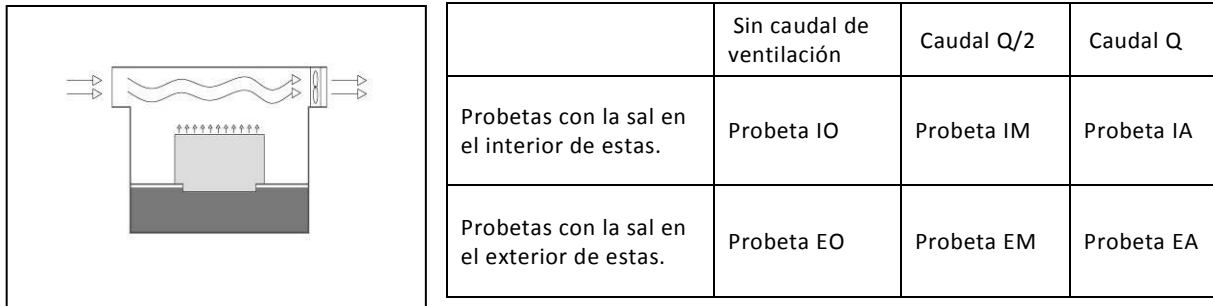 Sin caudal de
ventilación
Caudal Q/2
Caudal Q
Probetas con la sal en
el interior de estas.
Probeta IO
Probeta IM
Probeta IA
Probetas con la sal en
el exterior de estas.
Probeta EO
Probeta EM
Probeta EA